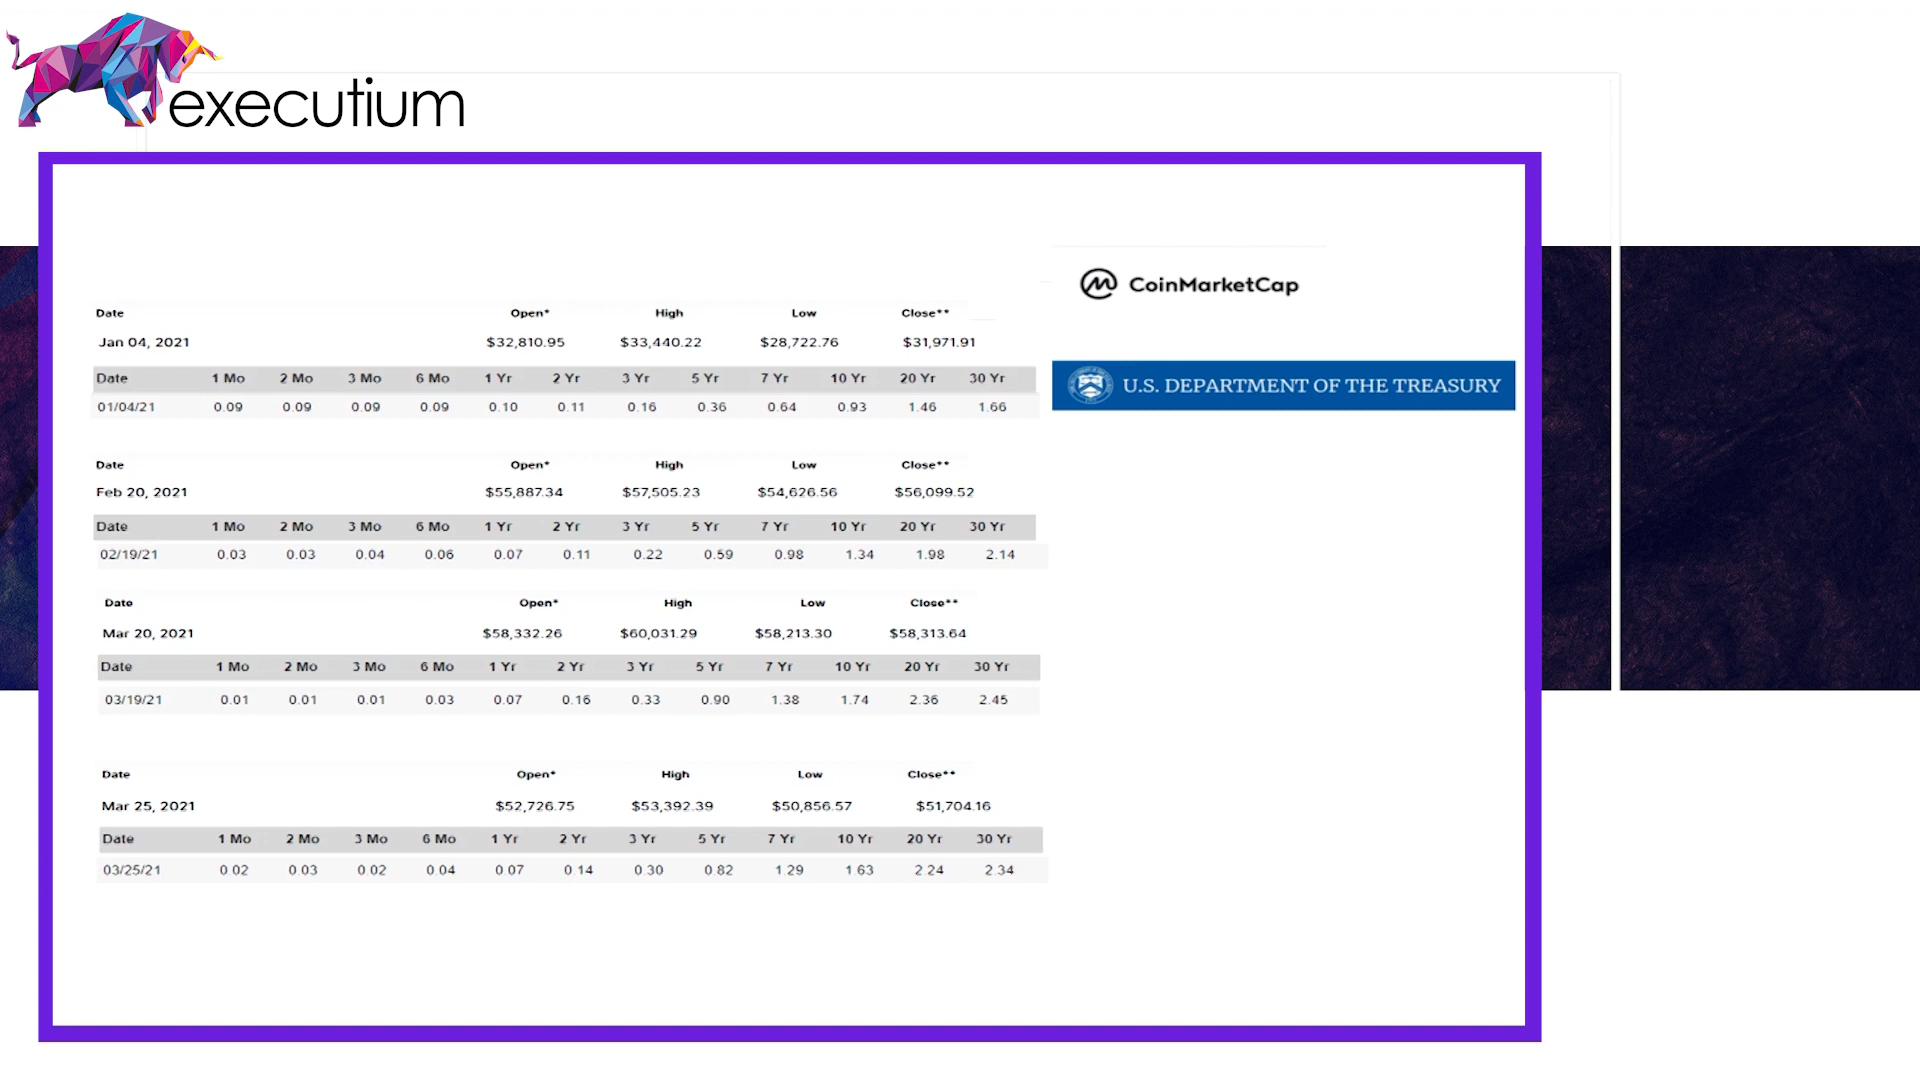 executium
CoinMarketCap
Date Open* High Low Close**
Jan 04, 2021 $32,810.95 $33,440.22 $28,722.76 $31,971.91
Date 1 Mo 2 Mo 3 Mo 6 Mo 1 Yr 2 Yr 3 Yr 5 Yr 7 Yr 10 Yr 20 Yr 30 Yr
U.S. DEPARTMENT OF THE TREASURY
01/04/21 0.09 0.09 0.09 0.09 0.10 0.11 0.16 0.36 0.64 0.93 1.46 1.66
Date Open* High Low Close**
Feb 20, 2021 $55,887.34 $57,505.23 $54,626.56 $56,099.52
Date 1 Mo 2 Mo 3 Mo 6 Mo 1 Yr 2 Yr 3 Yr 5 Yr 7 Yr 10 Yr 20 Yr 30 Yr
02/19/21 0.03 0.03 0.04 0.06 0.07 0.11 0.22 0.59 0.98 1.34 1.98 2.14
Date Open* High Low Close**
Mar 20, 2021 $58,332.26 $60,031.29 $58,213.30 $58,313.64
Date 1 Mo 2 Mo 3 Mo 6 Mo 1 Yr 2 Yr 3 Yr 5 Yr 7 Yr 10 Yr 20 Yr 30 Yr
03/19/21 0.01 0.01 0.01 0.03 0.07 0.16 0.33 0.90 1.38 1.74 2.36 2.45
Date Open* High Low Close**
Mar 25, 2021 $52,726.75 $53,392.39 $50,856.57 $51,704.16
Date 1 Mo 2 Mo 3 Mo 6 Mo 1 Yr 2 Yr 3 Yr 5 Yr 7 Yr 10 Yr 20 Yr 30 Yr
03/25/21 0.02 0.03 0.02 0.04 0.07 0.14 0.30 0.82 1.29 1.63 2.24 2.34